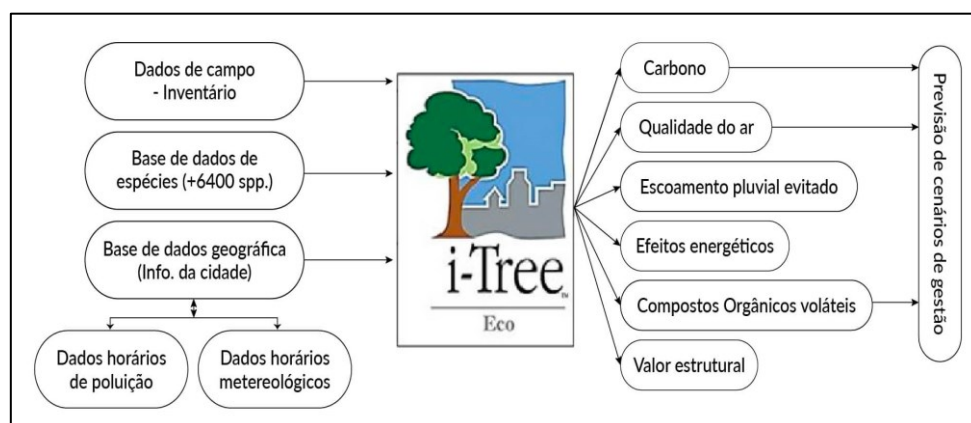 Dados de campo
- Inventário
Base de dados de
espécies (+6400 spp.)
Base de dados geográfica
(Info. da cidade)
Dados horários
de poluição
Dados horários
metereológicos
i-Tree™
Eco
Carbono
Qualidade do ar
Escoamento pluvial evitado
Efeitos energéticos
Compostos Orgânicos voláteis
Valor estrutural
Previsão de cenários de
gestão